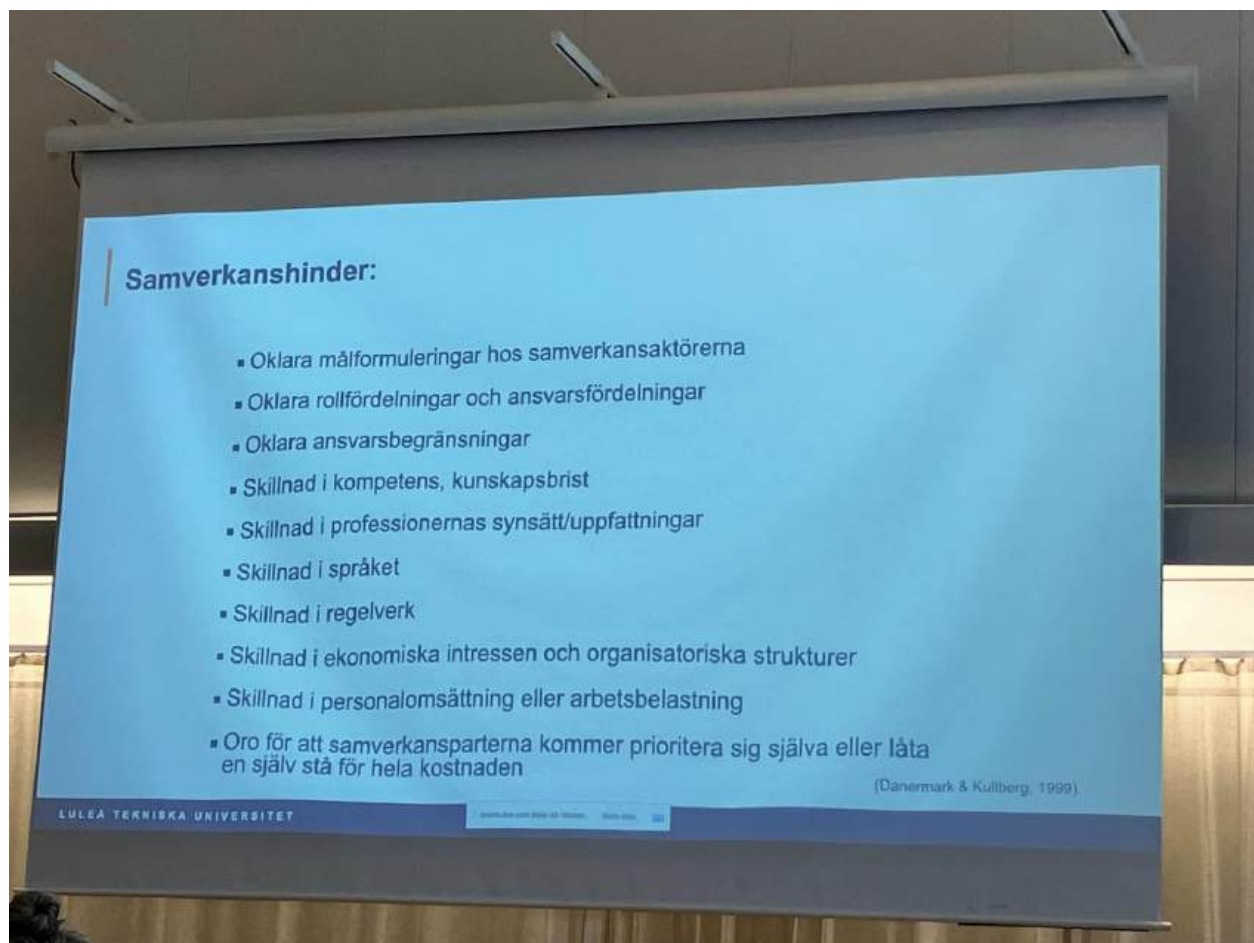 Samverkanshinder:
▪ Oklara målformuleringar hos samverkansaktörerna
▪ Oklara rollfördelningar och ansvarsfördelningar
▪ Oklara ansvarsbegränsningar
▪ Skillnad i kompetens, kunskapsbrist
▪ Skillnad i professionernas synsätt/uppfattningar
▪ Skillnad i språket
▪ Skillnad i regelverk
▪ Skillnad i ekonomiska intressen och organisatoriska strukturer
▪ Skillnad i personalomsättning eller arbetsbelastning
▪ Oro för att samverkansparterna kommer prioritera sig själva eller låta
en själv stå för hela kostnaden
(Danermark & Kullberg, 1999)
LULEÅ TEKNISKA UNIVERSITET